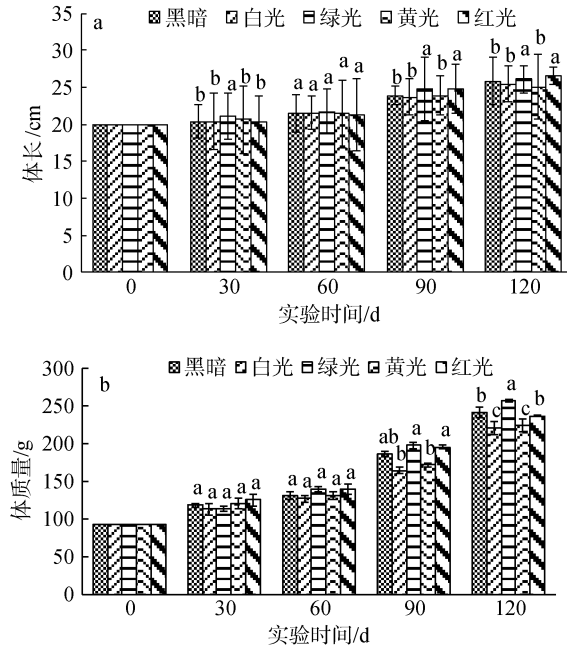 a
黑暗 白光 绿光 黄光 红光
体长/cm
35
30
25
20
15
10
5
0
b b a b b
a a a a a
b b a b a
b b a b a
0 30 60 90 120
实验时间/d
b
黑暗 白光 绿光 黄光 红光
体质量/g
300
250
200
150
100
50
0
a a a a a
a a a a a
ab b a b a
b c a c b
0 30 60 90 120
实验时间/d